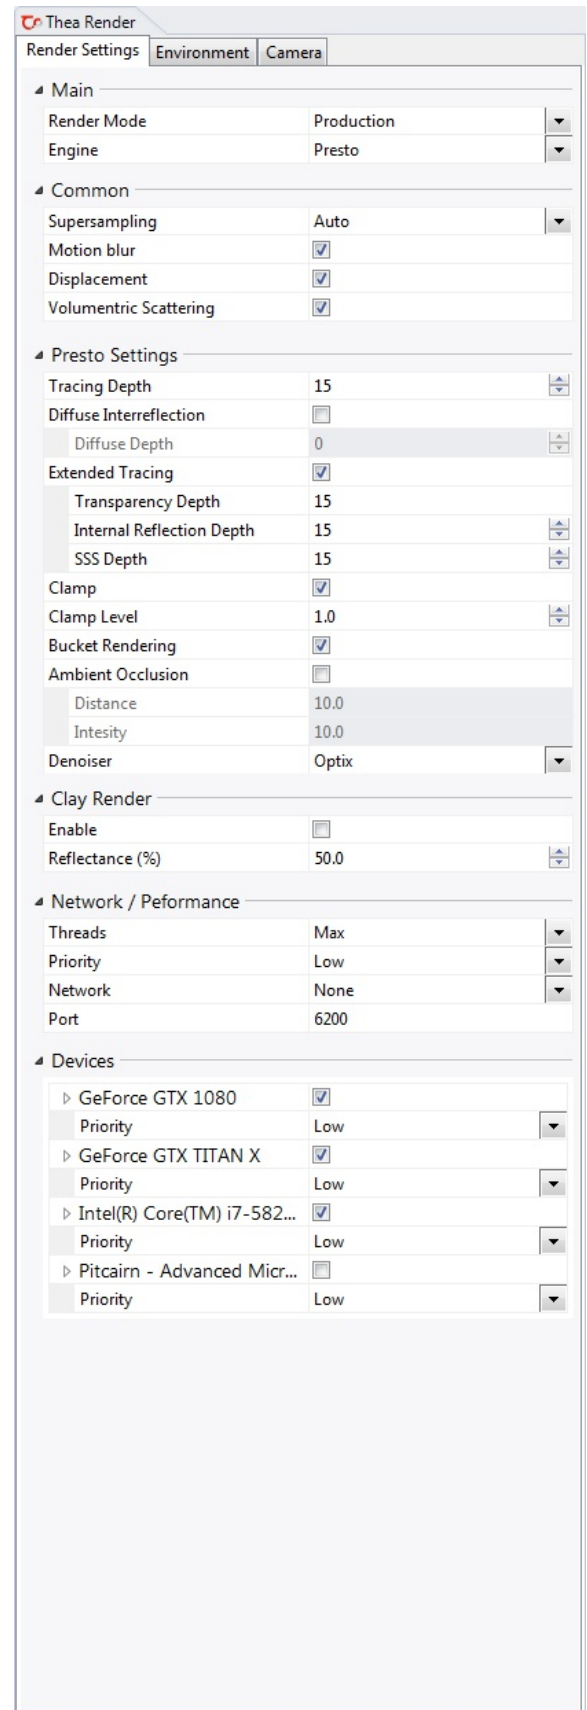 Thea Render
Render Settings Environment Camera
Main
Render Mode Production
Engine Presto
Common
Supersampling Auto
Motion blur
Displacement
Volumentric Scattering
Presto Settings
Tracing Depth 15
Diffuse Interreflection
Diffuse Depth 0
Extended Tracing
Transparency Depth 15
Internal Reflection Depth 15
SSS Depth 15
Clamp
Clamp Level 1.0
Bucket Rendering
Ambient Occlusion
Distance 10.0
Intesity 10.0
Denoiser Optix
Clay Render
Enable
Reflectance (%) 50.0
Network / Peformance
Threads Max
Priority Low
Network None
Port 6200
Devices
GeForce GTX 1080
Priority Low
GeForce GTX TITAN X
Priority Low
Intel(R) Core(TM) i7-582...
Priority Low
Pitcairn - Advanced Micr...
Priority Low